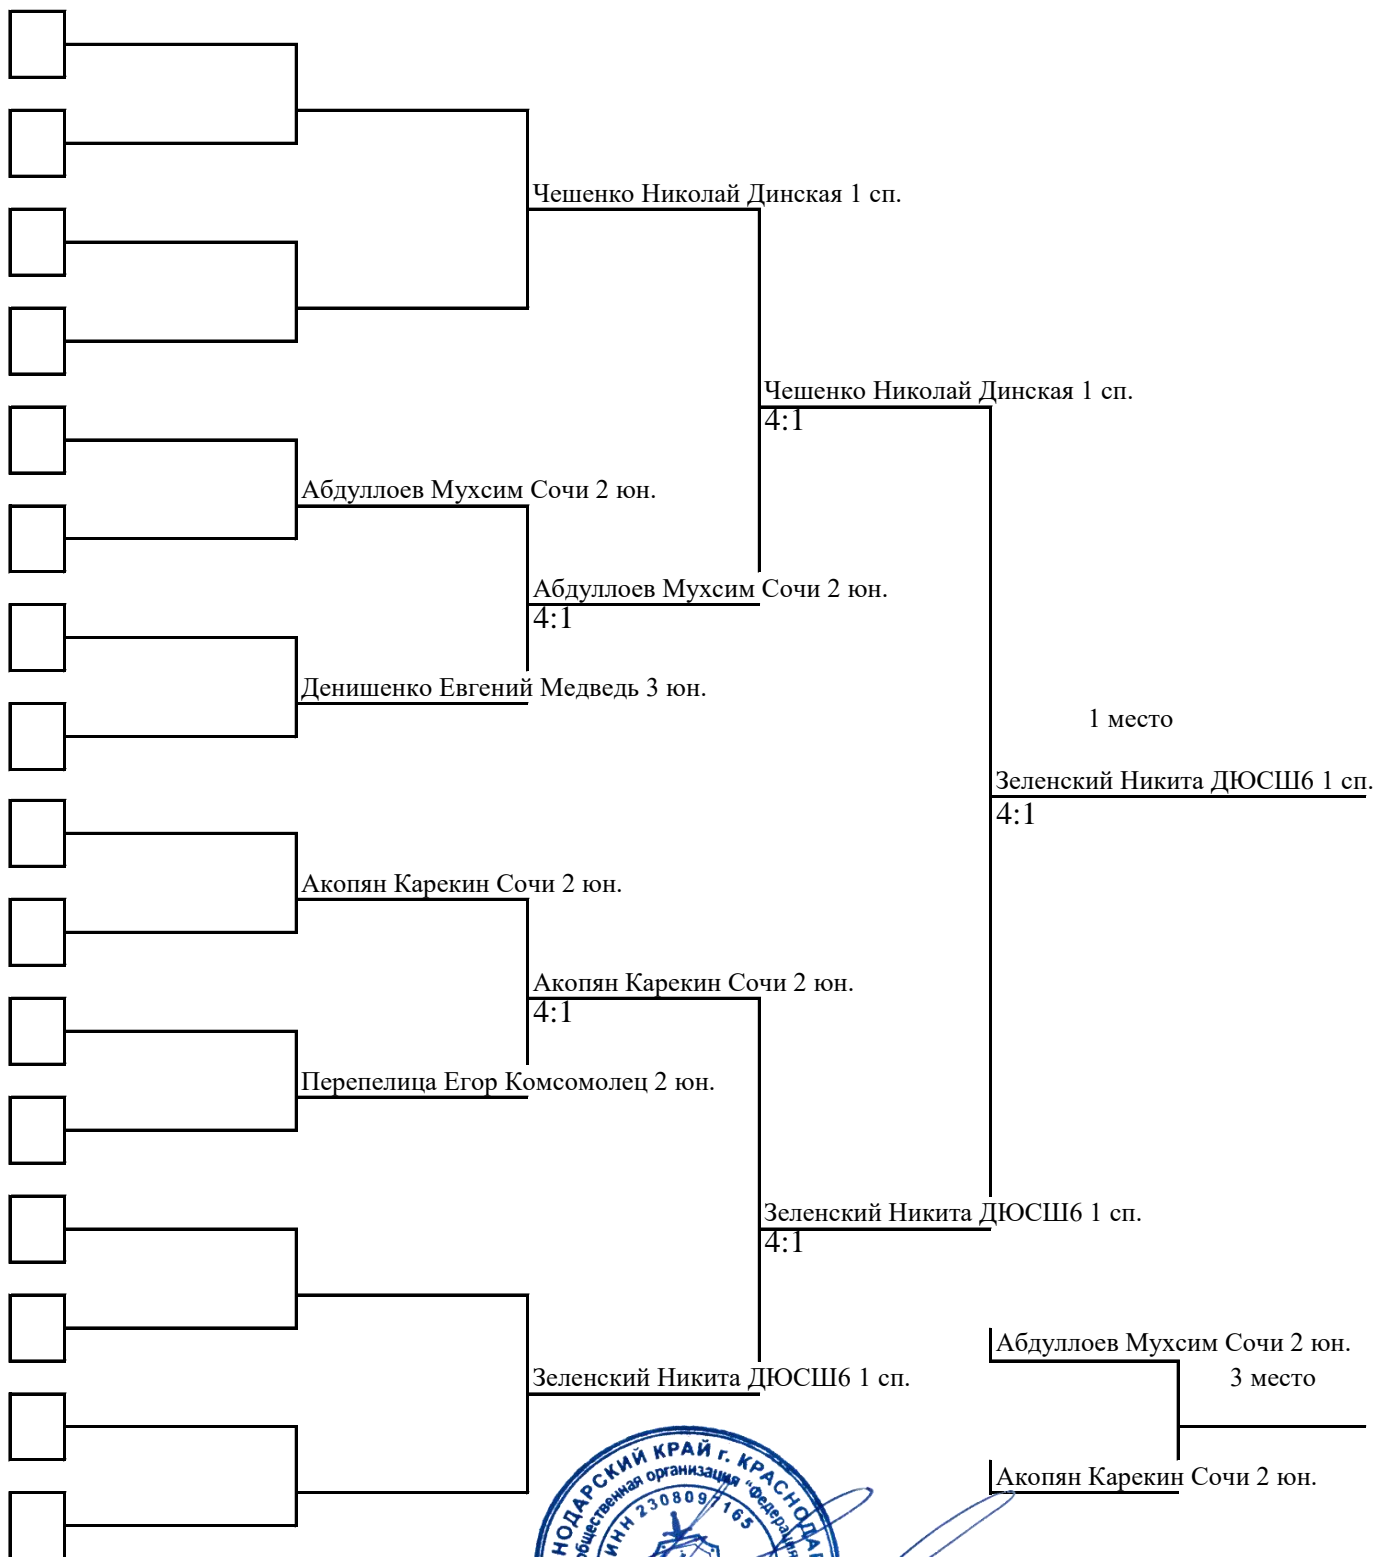 Чешенко Николай Динская 1 сп.
Чешенко Николай Динская 1 сп.
4:1
Абдуллоев Мухсим Сочи 2 юн.
Абдуллоев Мухсим Сочи 2 юн.
4:1
Денишенко Евгений Медведь 3 юн.
1 место
Зеленский Никита ДЮСШ6 1 сп.
4:1
Акопян Карекин Сочи 2 юн.
Акопян Карекин Сочи 2 юн.
4:1
Перепелица Егор Комсомолец 2 юн.
Зеленский Никита ДЮСШ6 1 сп.
4:1
Абдуллоев Мухсим Сочи 2 юн.
Зеленский Никита ДЮСШ6 1 сп.
3 место
Акопян Карекин Сочи 2 юн.
КРАЙ г.
организация "Федерация
ИНН 2308097165